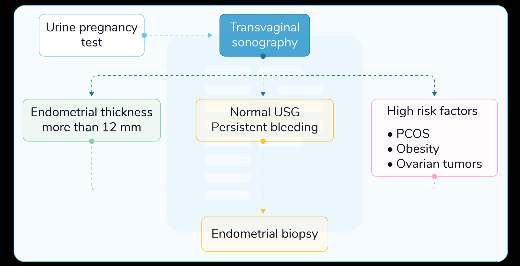 Urine pregnancy
test
Transvaginal
sonography
Endometrial thickness
more than 12 mm
Normal USG
Persistent bleeding
High risk factors
• PCOS
• Obesity
• Ovarian tumors
Endometrial biopsy